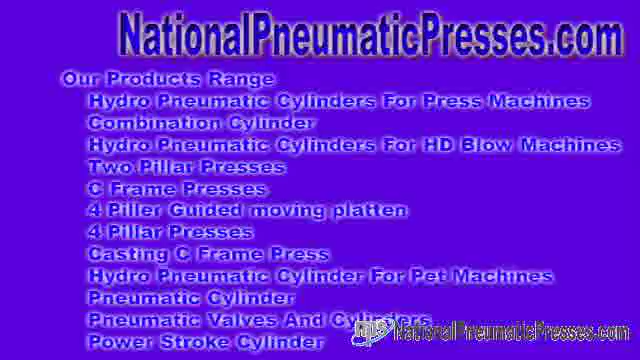 NationalPneumaticPresses.com
Our Products Range
Hydro Pneumatic Cylinders For Press Machines
Combination Cylinder
Hydro Pneumatic Cylinders For HD Blow Machines
Two Pillar Presses
C Frame Presses
4 Piller Guided moving platten
4 Pillar Presses
Casting C Frame Press
Hydro Pneumatic Cylinder For Pet Machines
Pneumatic Cylinder
Pneumatic Valves And Cylinders
NationalPneumaticPresses.com
Power Stroke Cylinder